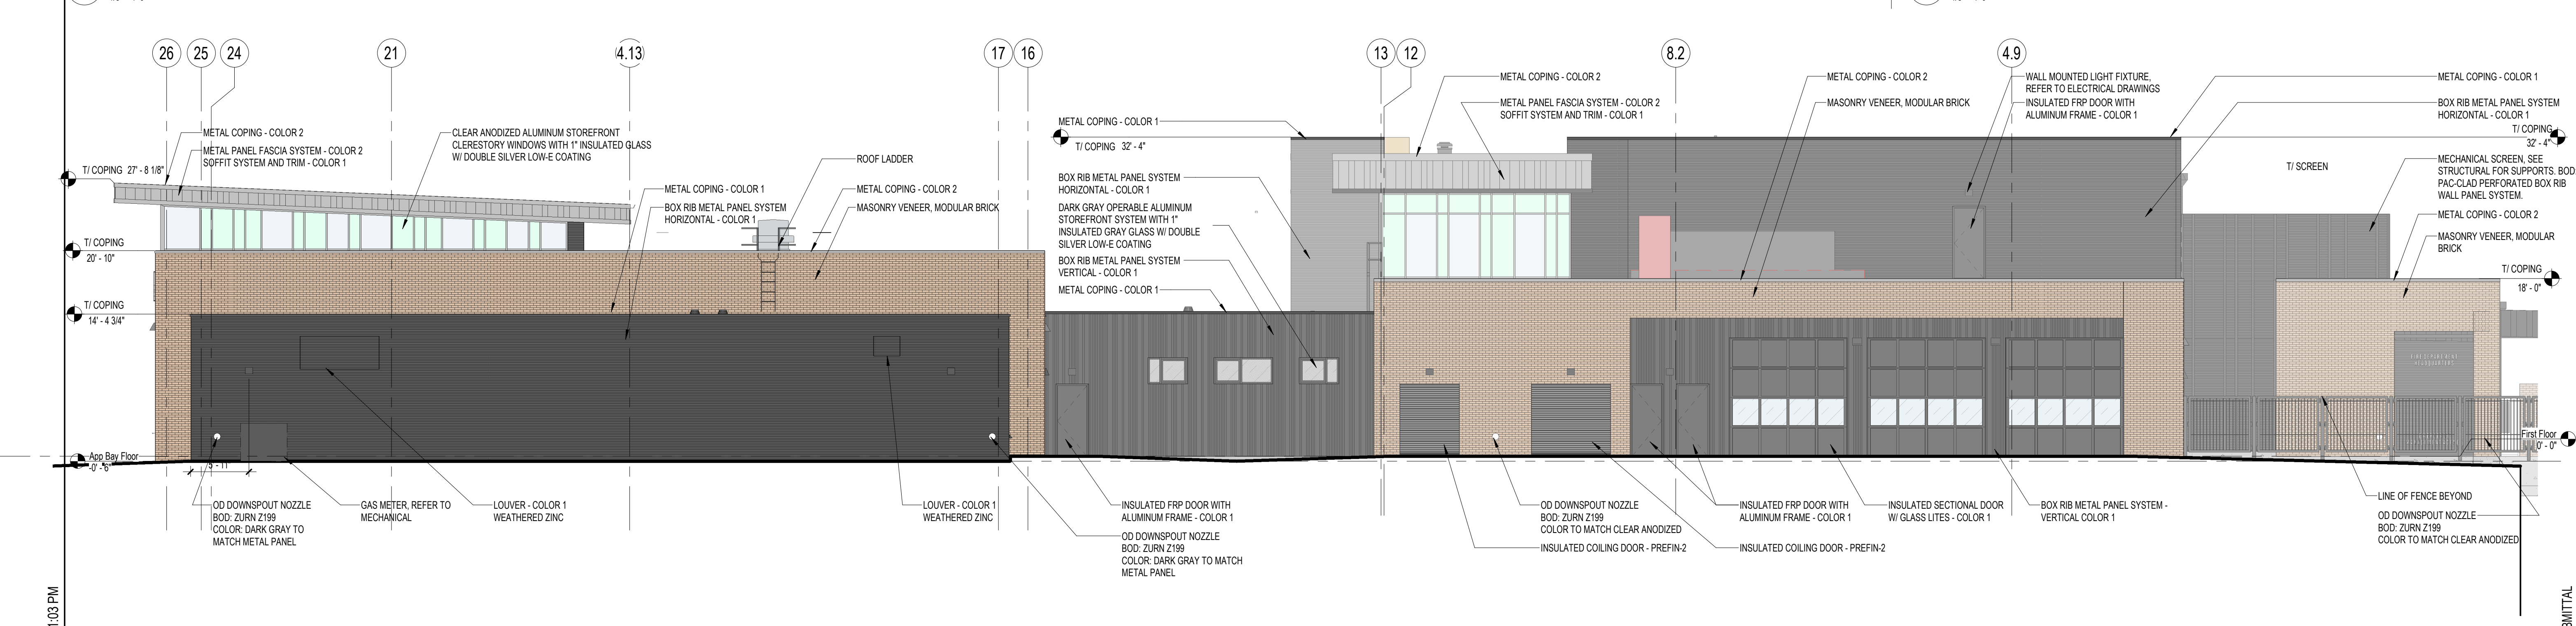 26
25
24
21
4.13
17
16
13
12
8.2
4.9
METAL COPING - COLOR 2
METAL PANEL FASCIA SYSTEM - COLOR 2
SOFFIT SYSTEM AND TRIM - COLOR 1
CLEAR ANODIZED ALUMINUM STOREFRONT
CLERESTORY WINDOWS WITH 1" INSULATED GLASS
W/ DOUBLE SILVER LOW-E COATING
ROOF LADDER
METAL COPING - COLOR 1
BOX RIB METAL PANEL SYSTEM
HORIZONTAL - COLOR 1
METAL COPING - COLOR 2
MASONRY VENEER, MODULAR BRICK
T/ COPING 27' - 8 1/8"
T/ COPING
20' - 10"
T/ COPING
14' - 4 3/4"
App Bay Floor
-0' - 6"
5' - 11"
METAL COPING - COLOR 1
T/ COPING 32' - 4"
BOX RIB METAL PANEL SYSTEM
HORIZONTAL - COLOR 1
DARK GRAY OPERABLE ALUMINUM
STOREFRONT SYSTEM WITH 1"
INSULATED GRAY GLASS W/ DOUBLE
SILVER LOW-E COATING
BOX RIB METAL PANEL SYSTEM
VERTICAL - COLOR 1
METAL COPING - COLOR 1
METAL COPING - COLOR 2
METAL PANEL FASCIA SYSTEM - COLOR 2
SOFFIT SYSTEM AND TRIM - COLOR 1
METAL COPING - COLOR 2
MASONRY VENEER, MODULAR BRICK
WALL MOUNTED LIGHT FIXTURE,
REFER TO ELECTRICAL DRAWINGS
INSULATED FRP DOOR WITH
ALUMINUM FRAME - COLOR 1
METAL COPING - COLOR 1
BOX RIB METAL PANEL SYSTEM
HORIZONTAL - COLOR 1
T/ COPING
32' - 4"
T/ SCREEN
MECHANICAL SCREEN, SEE
STRUCTURAL FOR SUPPORTS. BOD
PAC-CLAD PERFORATED BOX RIB
WALL PANEL SYSTEM.
METAL COPING - COLOR 2
MASONRY VENEER, MODULAR
BRICK
T/ COPING
18' - 0"
FIRE DEPARTMENT
HEADQUARTERS
First Floor
0' - 0"
OD DOWNSPOUT NOZZLE
BOD: ZURN Z199
COLOR: DARK GRAY TO
MATCH METAL PANEL
GAS METER, REFER TO
MECHANICAL
LOUVER - COLOR 1
WEATHERED ZINC
LOUVER - COLOR 1
WEATHERED ZINC
INSULATED FRP DOOR WITH
ALUMINUM FRAME - COLOR 1
OD DOWNSPOUT NOZZLE
BOD: ZURN Z199
COLOR: DARK GRAY TO MATCH
METAL PANEL
OD DOWNSPOUT NOZZLE
BOD: ZURN Z199
COLOR TO MATCH CLEAR ANODIZED
INSULATED COILING DOOR - PREFIN-2
INSULATED FRP DOOR WITH
ALUMINUM FRAME - COLOR 1
INSULATED COILING DOOR - PREFIN-2
INSULATED SECTIONAL DOOR
W/ GLASS LITES - COLOR 1
BOX RIB METAL PANEL SYSTEM -
VERTICAL COLOR 1
LINE OF FENCE BEYOND
OD DOWNSPOUT NOZZLE
BOD: ZURN Z199
COLOR TO MATCH CLEAR ANODIZED
1:03 PM